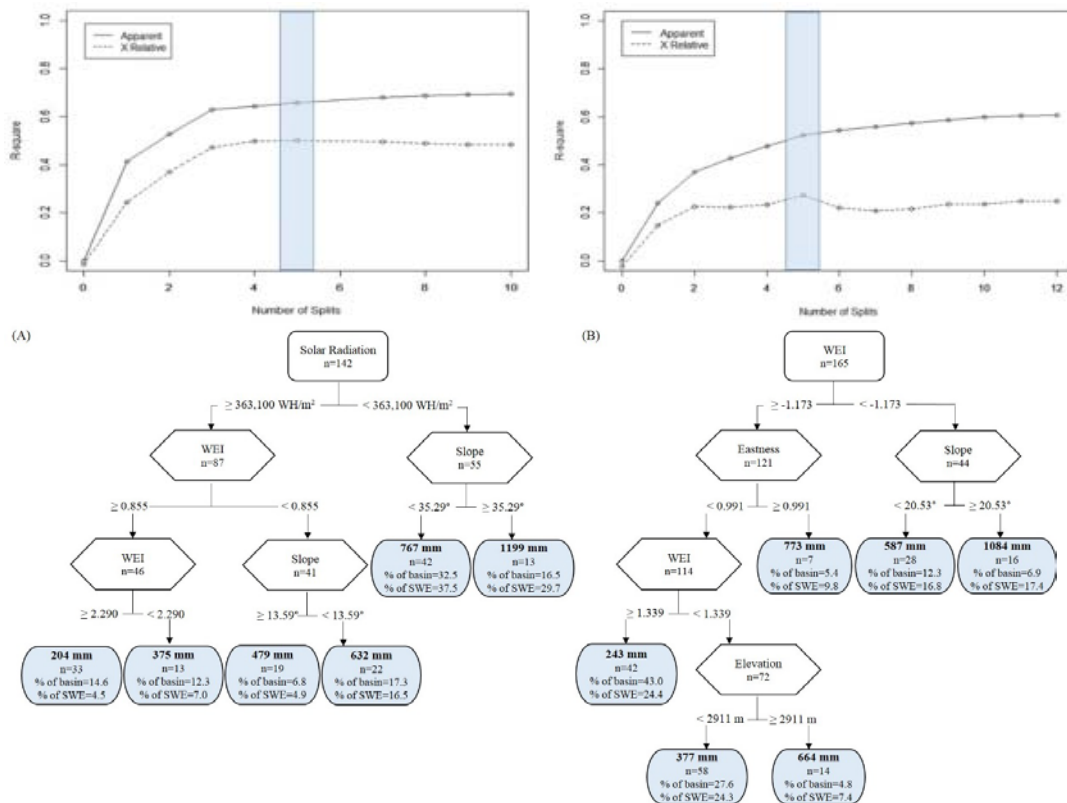 1.0
0.8
0.6
0.4
0.2
0.0
R-square
Apparent
X Relative
0 2 4 6 8 10
Number of Splits
1.0
0.8
0.6
0.4
0.2
0.0
R-square
Apparent
X Relative
0 2 4 6 8 10 12
Number of Splits
(A)
Solar Radiation
n=142
≥ 363,100 WH/m² < 363,100 WH/m²
WEI
n=87
Slope
n=55
≥ 0.855 < 0.855
< 35.29° ≥ 35.29°
WEI
n=46
Slope
n=41
767 mm
n=42
% of basin=32.5
% of SWE=37.5
1199 mm
n=13
% of basin=16.5
% of SWE=29.7
≥ 2.290 < 2.290
≥ 13.59° < 13.59°
204 mm
n=33
% of basin=14.6
% of SWE=4.5
375 mm
n=13
% of basin=12.3
% of SWE=7.0
479 mm
n=19
% of basin=6.8
% of SWE=4.9
632 mm
n=22
% of basin=17.3
% of SWE=16.5
(B)
WEI
n=165
≥ -1.173 < -1.173
Eastness
n=121
Slope
n=44
< 0.991 ≥ 0.991
< 20.53° ≥ 20.53°
WEI
n=114
773 mm
n=7
% of basin=5.4
% of SWE=9.8
587 mm
n=28
% of basin=12.3
% of SWE=16.8
1084 mm
n=16
% of basin=6.9
% of SWE=17.4
≥ 1.339 < 1.339
243 mm
n=42
% of basin=43.0
% of SWE=24.4
Elevation
n=72
< 2911 m ≥ 2911 m
377 mm
n=58
% of basin=27.6
% of SWE=24.3
664 mm
n=14
% of basin=4.8
% of SWE=7.4